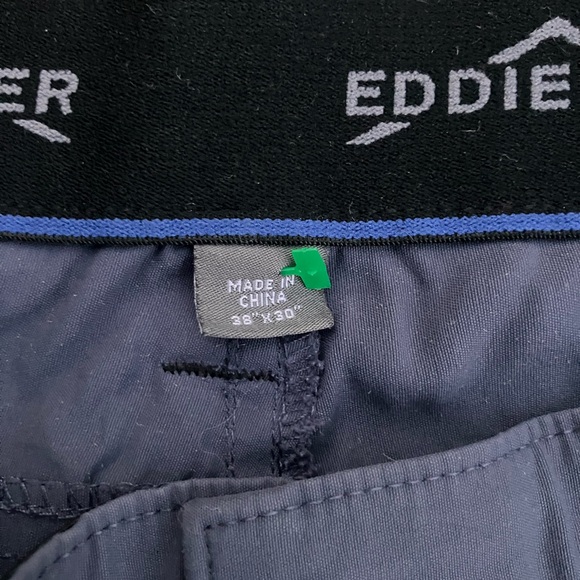 ER EDDIE
MADE IN
CHINA
38"X30"